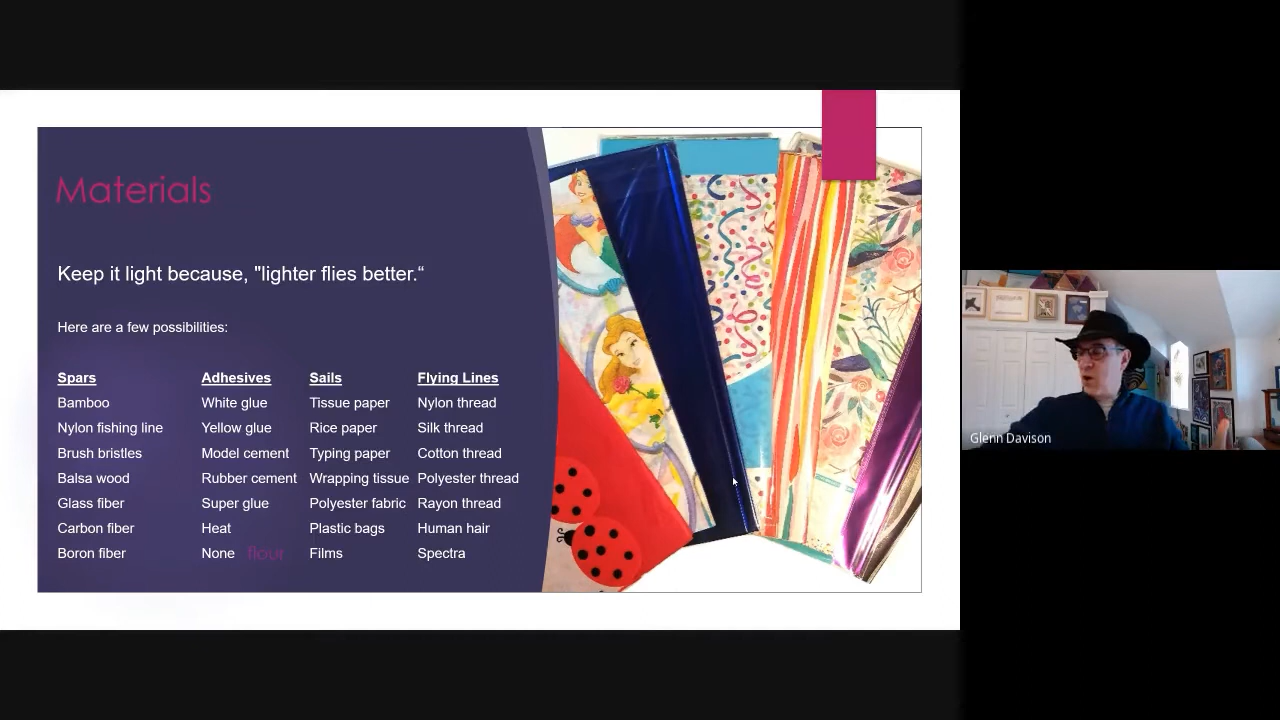 Materials
Keep it light because, "lighter flies better.“
Here are a few possibilities:
Spars Adhesives Sails Flying Lines
Bamboo White glue Tissue paper Nylon thread
Nylon fishing line Yellow glue Rice paper Silk thread
Brush bristles Model cement Typing paper Cotton thread
Balsa wood Rubber cement Wrapping tissue Polyester thread
Glass fiber Super glue Polyester fabric Rayon thread
Carbon fiber Heat Plastic bags Human hair
Boron fiber None flour Films Spectra
Glenn Davison